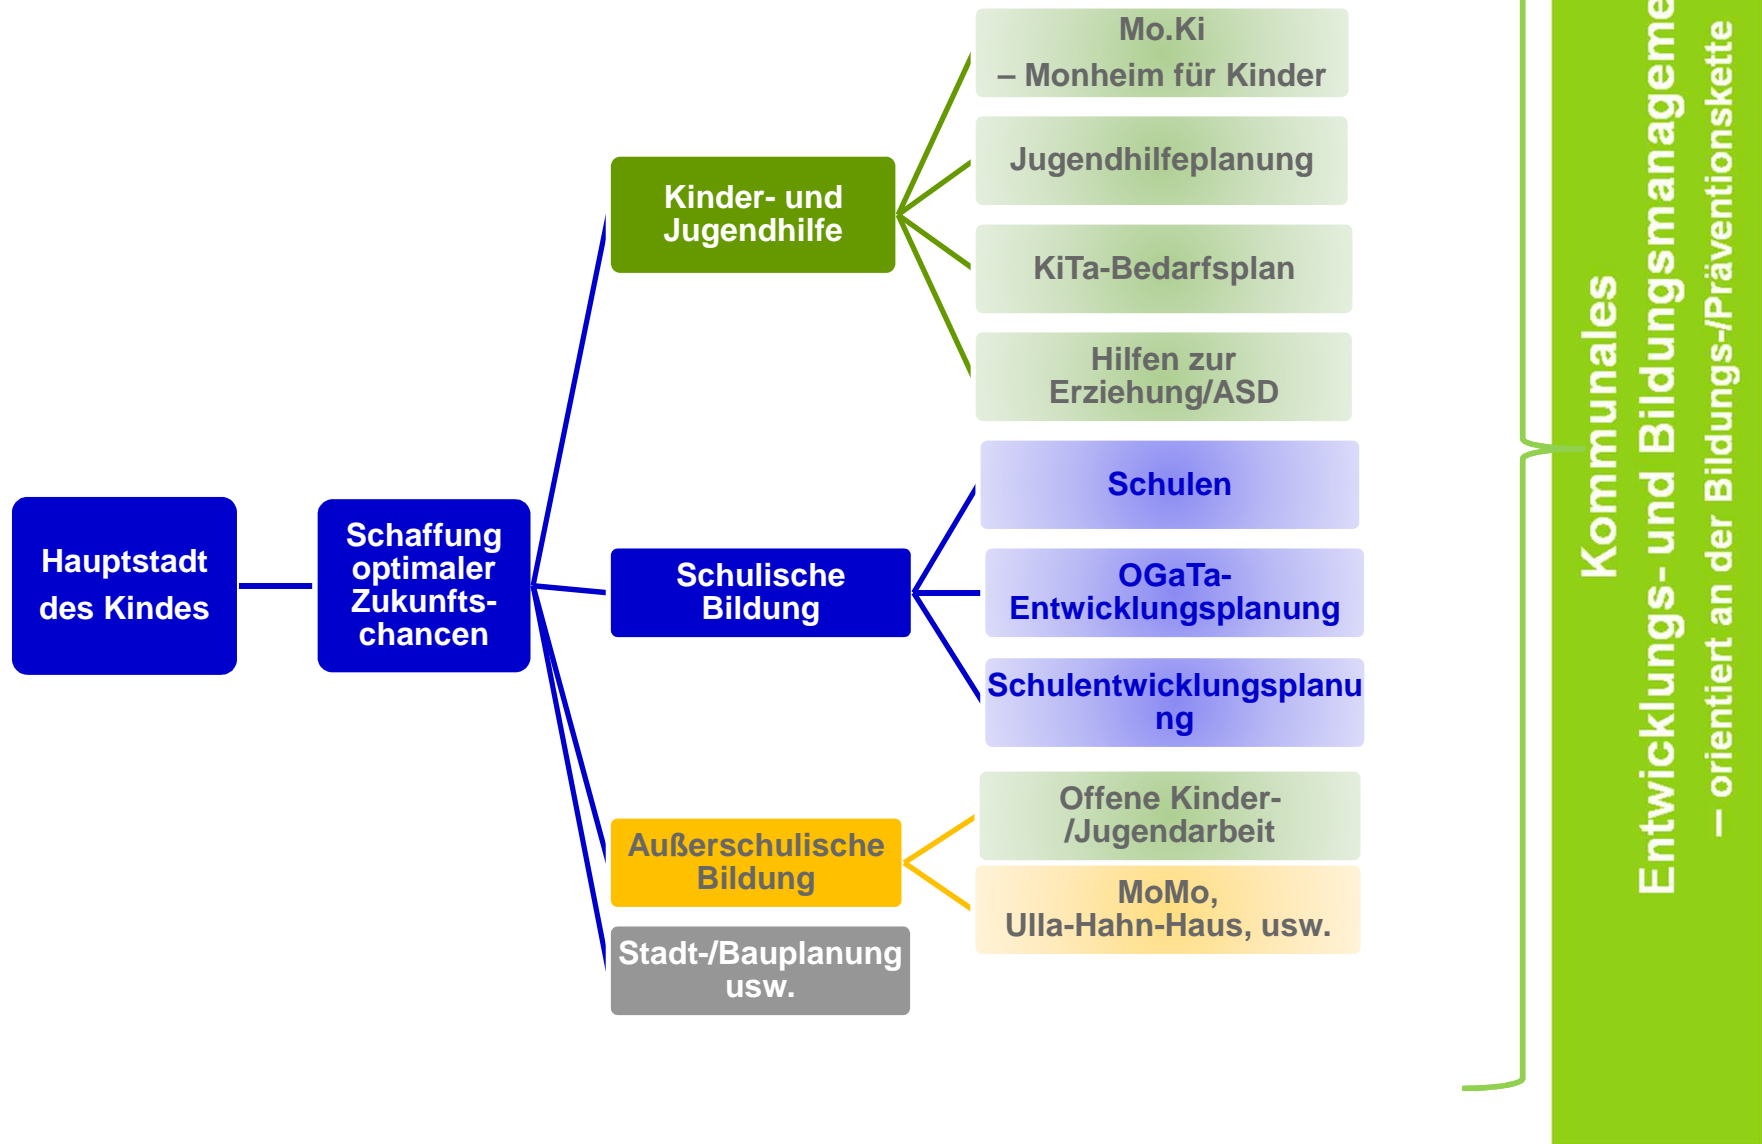 Hauptstadt
des Kindes
Schaffung
optimaler
Zukunfts-
chancen
Kinder- und
Jugendhilfe
Mo.Ki
– Monheim für Kinder
Jugendhilfeplanung
KiTa-Bedarfsplan
Hilfen zur
Erziehung/ASD
Schulische
Bildung
Schulen
OGaTa-
Entwicklungsplanung
Schulentwicklungsplanu
ng
Außerschulische
Bildung
Offene Kinder-
/Jugendarbeit
MoMo,
Ulla-Hahn-Haus, usw.
Stadt-/Bauplanung
usw.
Kommunales
Entwicklungs- und Bildungsmanageme
– orientiert an der Bildungs-/Präventionskette